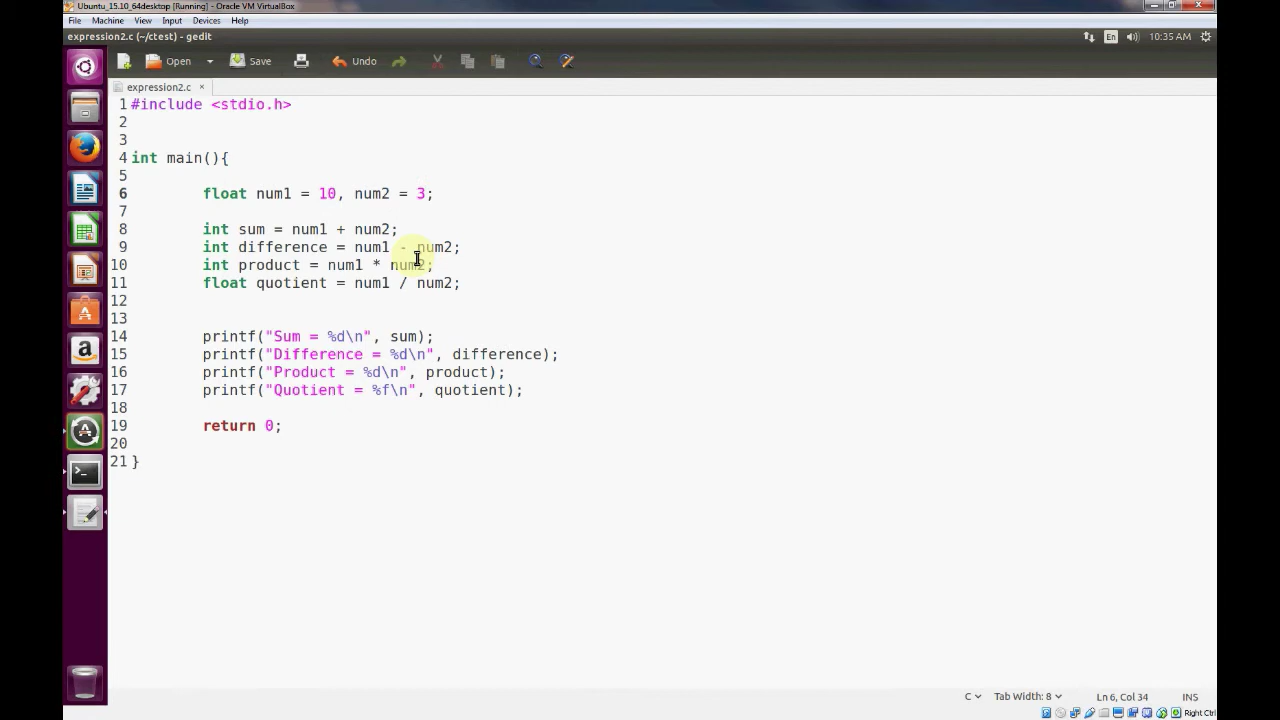 Ubuntu_15.10_64desktop [Running] - Oracle VM VirtualBox
File Machine View Input Devices Help
expression2.c (~/ctest) - gedit En 10:35 AM
Open Save Undo
expression2.c ×
1 #include <stdio.h>
2
3
4 int main(){
5
6 float num1 = 10, num2 = 3;
7
8 int sum = num1 + num2;
9 int difference = num1 - num2;
10 int product = num1 * num2;
11 float quotient = num1 / num2;
12
13
14 printf("Sum = %d\n", sum);
15 printf("Difference = %d\n", difference);
16 printf("Product = %d\n", product);
17 printf("Quotient = %f\n", quotient);
18
19 return 0;
20
21 }
C Tab Width: 8 Ln 6, Col 34 INS
Right Ctrl